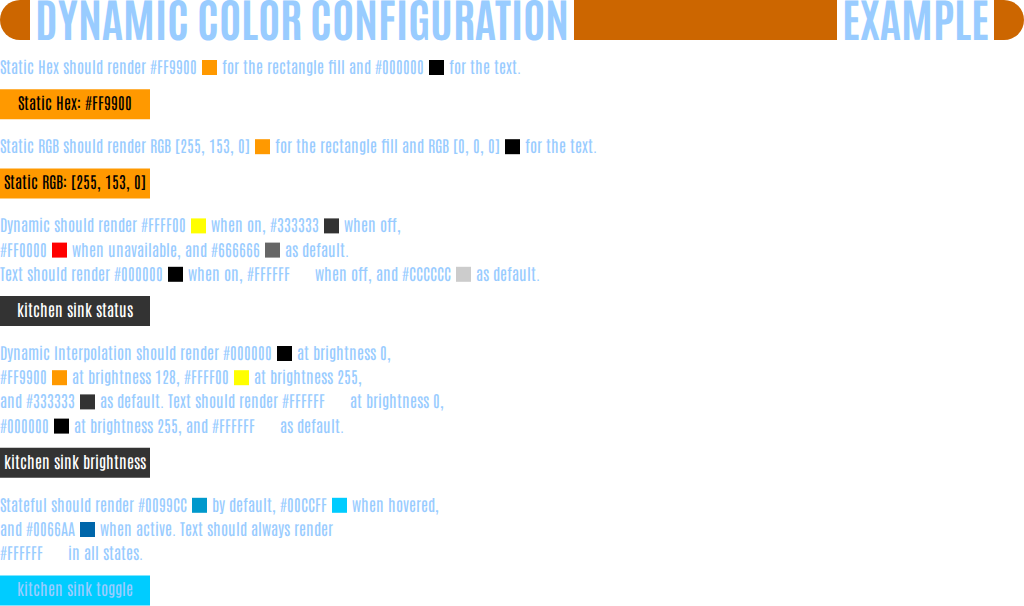 DYNAMIC COLOR CONFIGURATION EXAMPLE
Static Hex should render #FF9900 for the rectangle fill and #000000 for the text.
Static Hex: #FF9900
Static RGB should render RGB [255, 153, 0] for the rectangle fill and RGB [0, 0, 0] for the text.
Static RGB: [255, 153, 0]
Dynamic should render #FFFF00 when on, #333333 when off,
#FF0000 when unavailable, and #666666 as default.
Text should render #000000 when on, #FFFFFF when off, and #CCCCCC as default.
kitchen sink status
Dynamic Interpolation should render #000000 at brightness 0,
#FF9900 at brightness 128, #FFFF00 at brightness 255,
and #333333 as default. Text should render #FFFFFF at brightness 0,
#000000 at brightness 255, and #FFFFFF as default.
kitchen sink brightness
Stateful should render #0099CC by default, #00CCFF when hovered,
and #0066AA when active. Text should always render
#FFFFFF in all states.
kitchen sink toggle